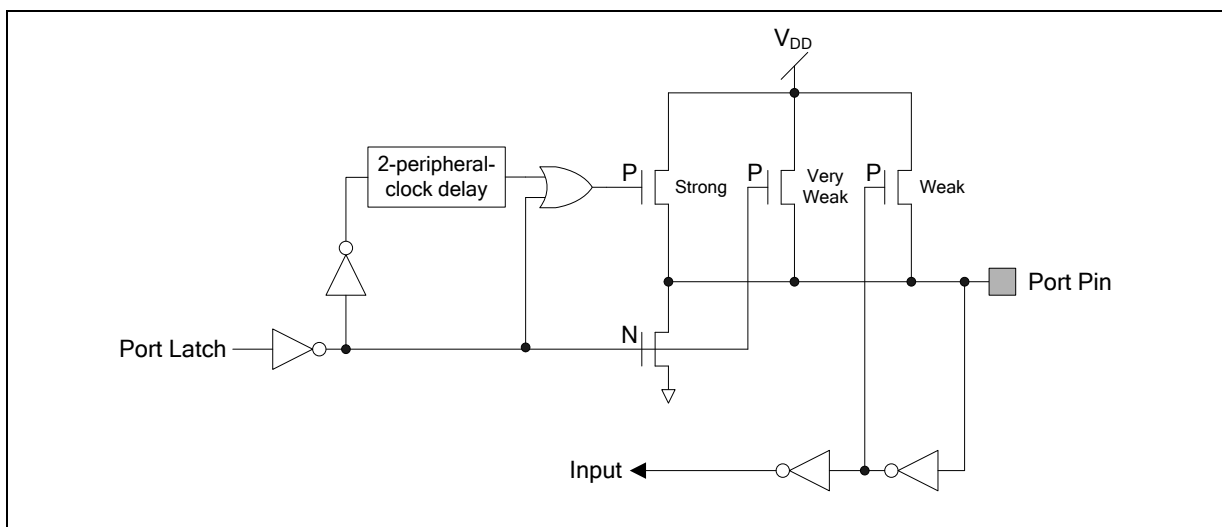 V_DD
2-peripheral-
clock delay
P
Strong
P
Very
Weak
P
Weak
Port Pin
Port Latch
N
Input